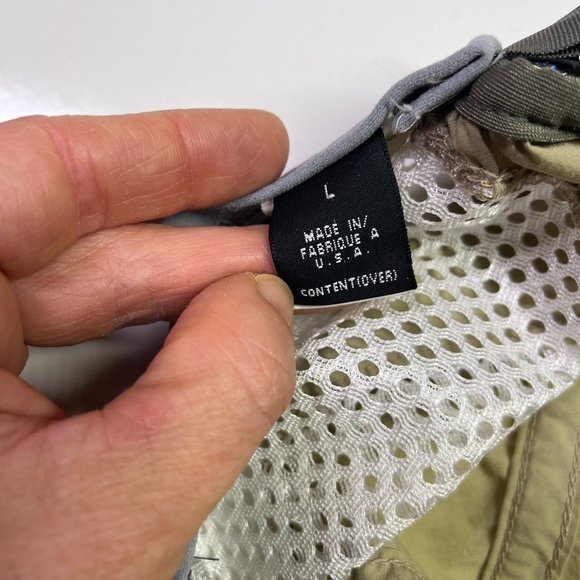 L
MADE IN/
FABRIQUE A
U.S.A.
CONTENT(OVER)